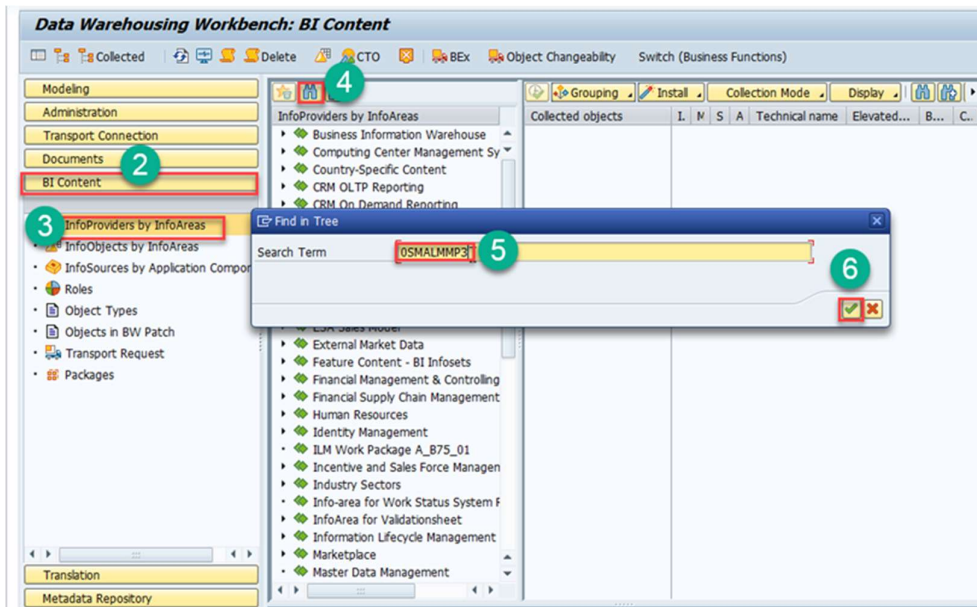 Data Warehousing Workbench: BI Content
Collected Delete CTO BEx Object Changeability Switch (Business Functions)
Modeling
Administration
Transport Connection
Documents
BI Content
InfoProviders by InfoAreas
InfoObjects by InfoAreas
InfoSources by Application Compor
Roles
Object Types
Objects in BW Patch
Transport Request
Packages
Translation
Metadata Repository
2
3
4
InfoProviders by InfoAreas
Business Information Warehouse
Computing Center Management Sy
Country-Specific Content
CRM OLTP Reporting
CRM On Demand Reporting
Find in Tree
Search Term 0SMALMMP3
5
6
External Market Data
Feature Content - BI Infosets
Financial Management & Controlling
Financial Supply Chain Management
Human Resources
Identity Management
ILM Work Package A_B75_01
Incentive and Sales Force Managen
Industry Sectors
Info-area for Work Status System F
InfoArea for Validationsheet
Information Lifecycle Management
Marketplace
Master Data Management
Grouping Install Collection Mode Display
Collected objects I. M S A Technical name Elevated... B... C..